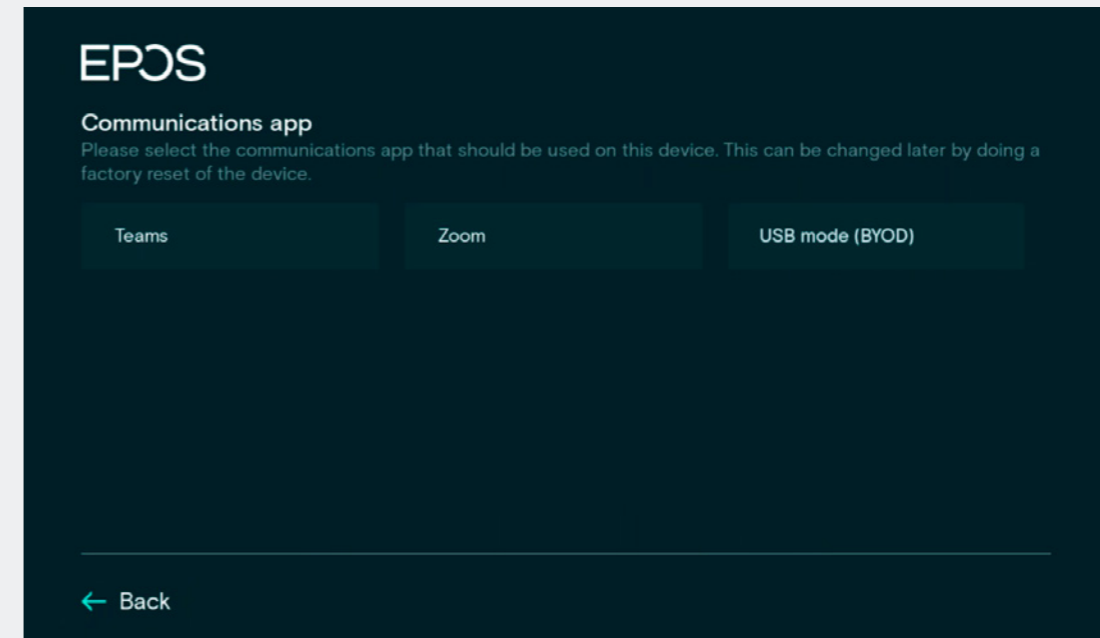 EPOS
Communications app
Please select the communications app that should be used on this device. This can be changed later by doing a
factory reset of the device.
Teams
Zoom
USB mode (BYOD)
← Back